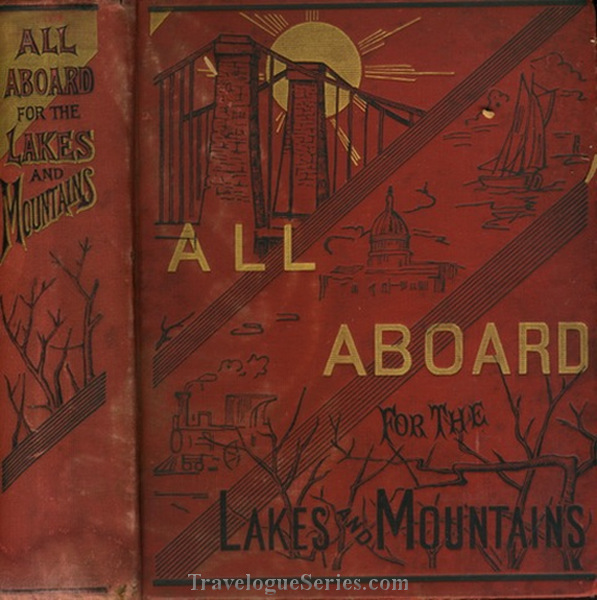 ALL
ABOARD
FOR THE
LAKES
AND
MOUNTAINS
ALL
ABOARD
FOR THE
LAKES AND MOUNTAINS
TravelogueSeries.com